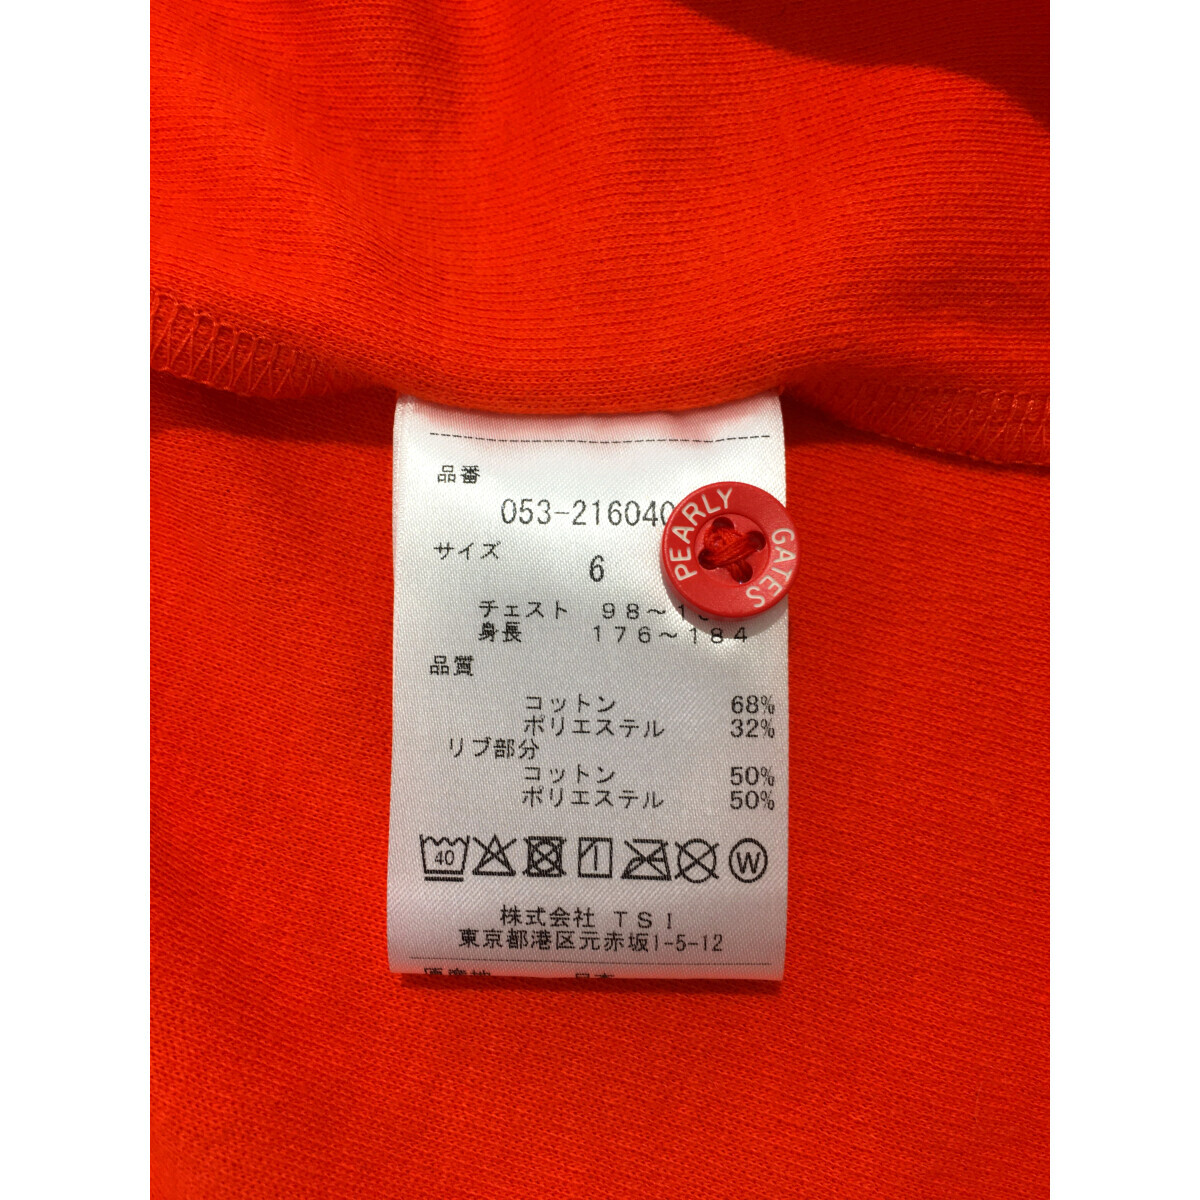 品番
053-216040
PEARLY GATES
サイズ
6
チェスト 98～
身長 176～184
品質
コットン 68%
ポリエステル 32%
リブ部分
コットン 50%
ポリエステル 50%
40 W
株式会社 TSI
東京都港区元赤坂1-5-12